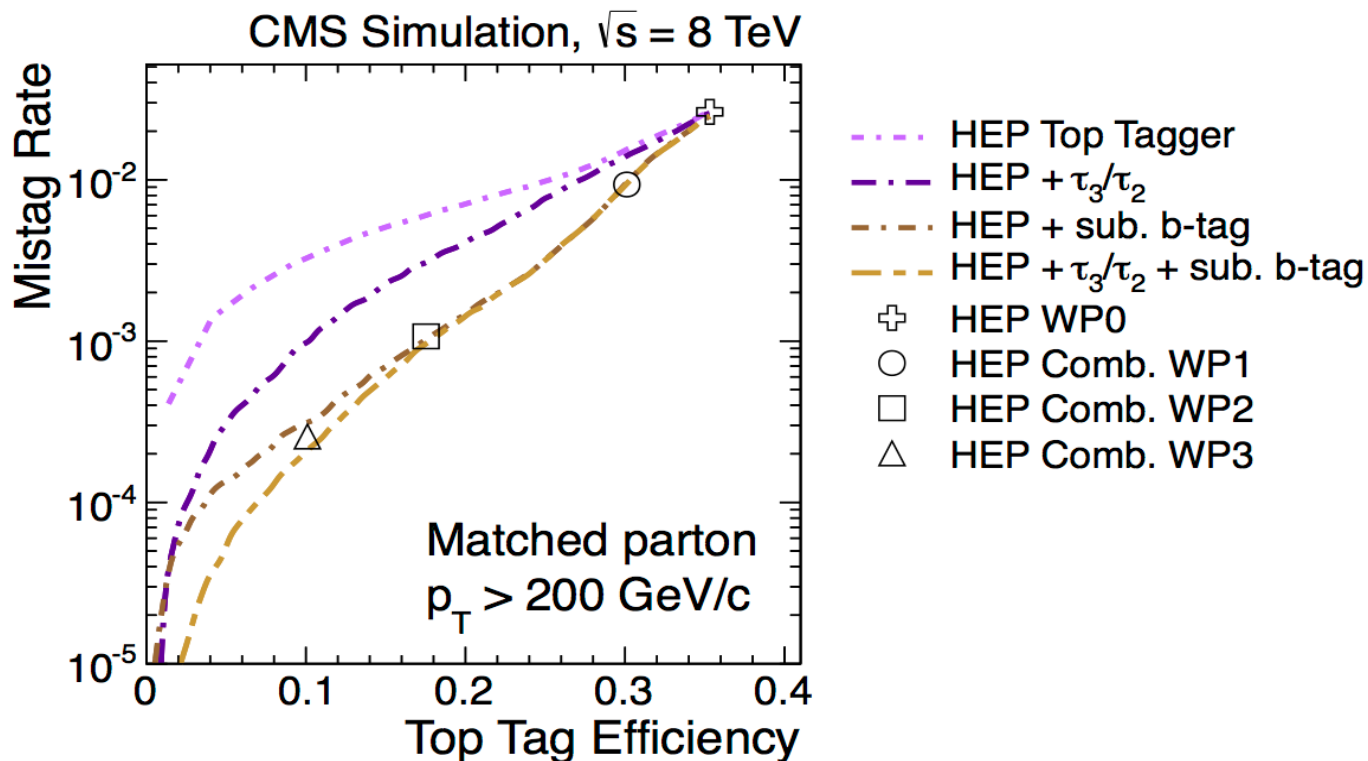 CMS Simulation, √s = 8 TeV
Mistag Rate
10⁻²
10⁻³
10⁻⁴
10⁻⁵
0
0.1
0.2
0.3
0.4
Top Tag Efficiency
Matched parton
p_T > 200 GeV/c
HEP Top Tagger
HEP + τ₃/τ₂
HEP + sub. b-tag
HEP + τ₃/τ₂ + sub. b-tag
HEP WP0
HEP Comb. WP1
HEP Comb. WP2
HEP Comb. WP3